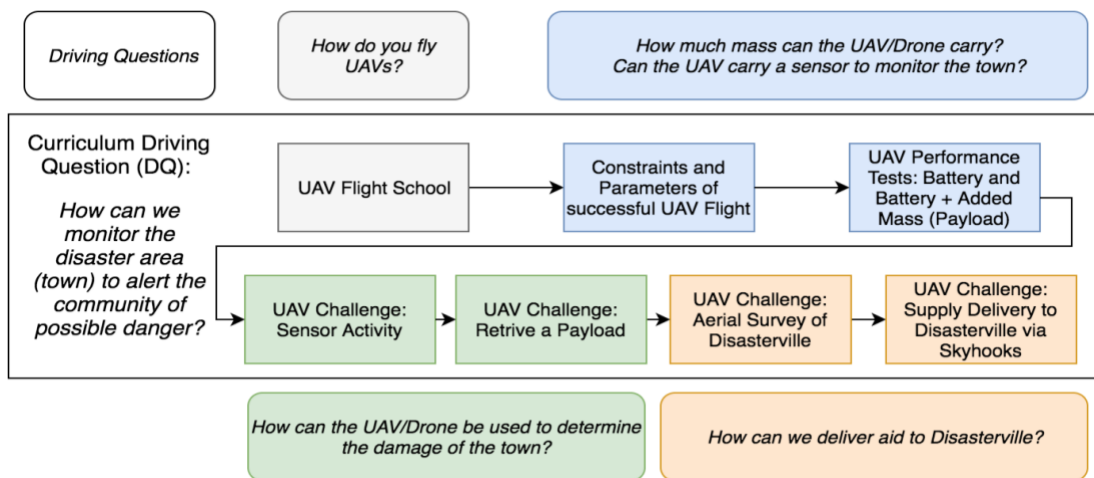 Driving Questions
How do you fly
UAVs?
How much mass can the UAV/Drone carry?
Can the UAV carry a sensor to monitor the town?
Curriculum Driving
Question (DQ):
How can we
monitor the
disaster area
(town) to alert the
community of
possible danger?
UAV Flight School
Constraints and
Parameters of
successful UAV Flight
UAV Performance
Tests: Battery and
Battery + Added
Mass (Payload)
UAV Challenge:
Sensor Activity
UAV Challenge:
Retrive a Payload
UAV Challenge:
Aerial Survey of
Disasterville
UAV Challenge:
Supply Delivery to
Disasterville via
Skyhooks
How can the UAV/Drone be used to determine
the damage of the town?
How can we deliver aid to Disasterville?